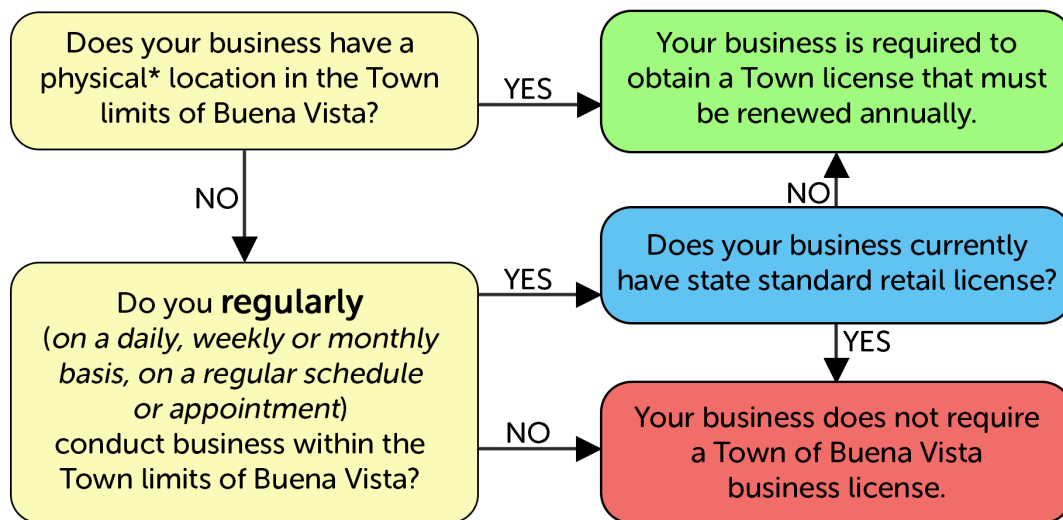 Does your business have a
physical* location in the Town
limits of Buena Vista?
YES
Your business is required to
obtain a Town license that must
be renewed annually.
NO
NO
Do you regularly
(on a daily, weekly or monthly
basis, on a regular schedule
or appointment)
conduct business within the
Town limits of Buena Vista?
YES
Does your business currently
have state standard retail license?
YES
NO
Your business does not require
a Town of Buena Vista
business license.